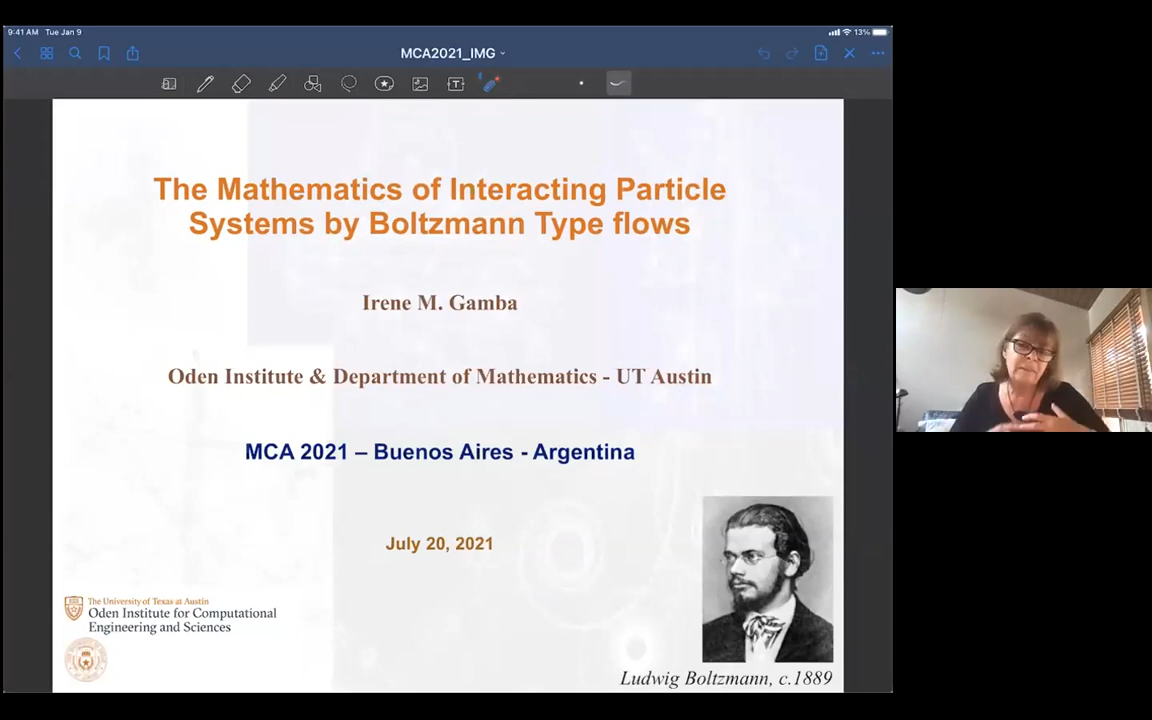 9:41 AM Tue Jan 9
13%
MCA2021_IMG
T
The Mathematics of Interacting Particle
Systems by Boltzmann Type flows
Irene M. Gamba
Oden Institute & Department of Mathematics - UT Austin
MCA 2021 – Buenos Aires - Argentina
July 20, 2021
The University of Texas at Austin
Oden Institute for Computational
Engineering and Sciences
Ludwig Boltzmann, c.1889